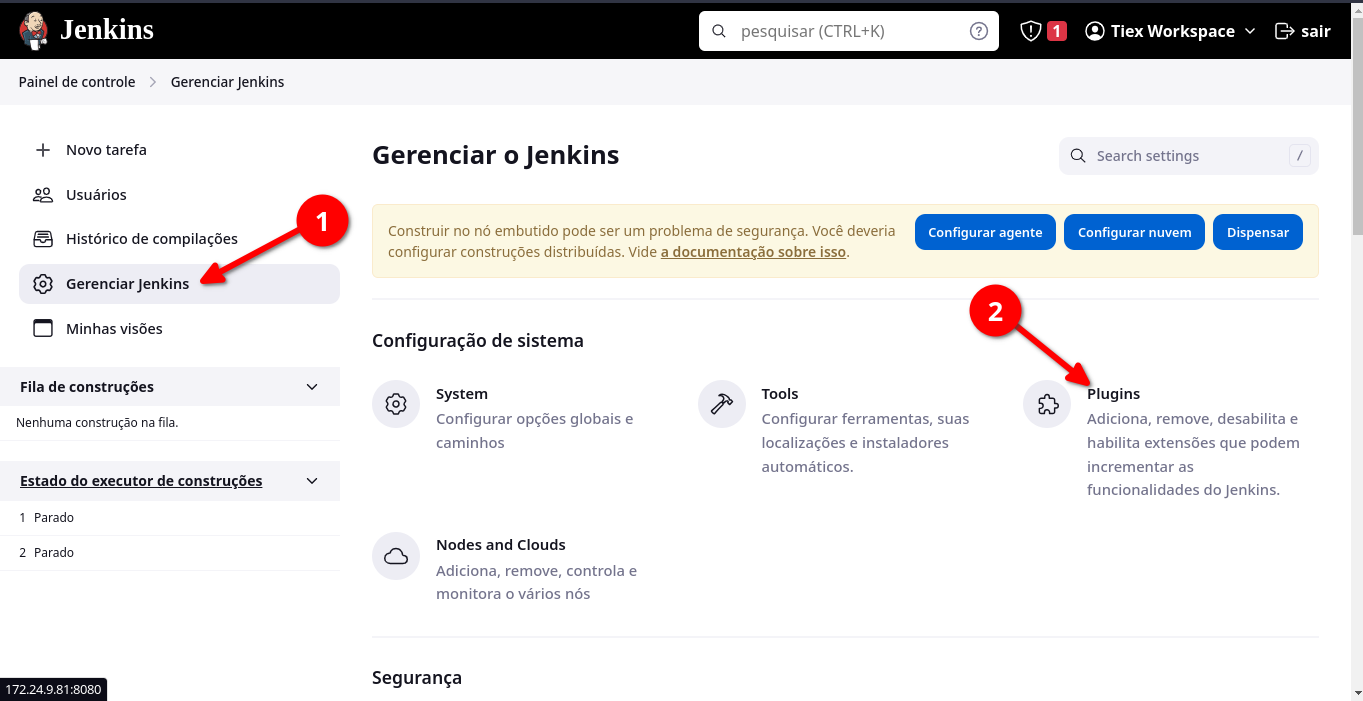 Jenkins
pesquisar (CTRL+K)
?
1
Tiex Workspace
sair
Painel de controle
Gerenciar Jenkins
Novo tarefa
Usuários
Histórico de compilações
Gerenciar Jenkins
Minhas visões
1
Fila de construções
Nenhuma construção na fila.
Estado do executor de construções
1 Parado
2 Parado
Gerenciar o Jenkins
Search settings
/
Construir no nó embutido pode ser um problema de segurança. Você deveria
configurar construções distribuídas. Vide a documentação sobre isso.
Configurar agente
Configurar nuvem
Dispensar
2
Configuração de sistema
System
Configurar opções globais e
caminhos
Tools
Configurar ferramentas, suas
localizações e instaladores
automáticos.
Plugins
Adiciona, remove, desabilita e
habilita extensões que podem
incrementar as
funcionalidades do Jenkins.
Nodes and Clouds
Adiciona, remove, controla e
monitora o vários nós
Segurança
172.24.9.81:8080